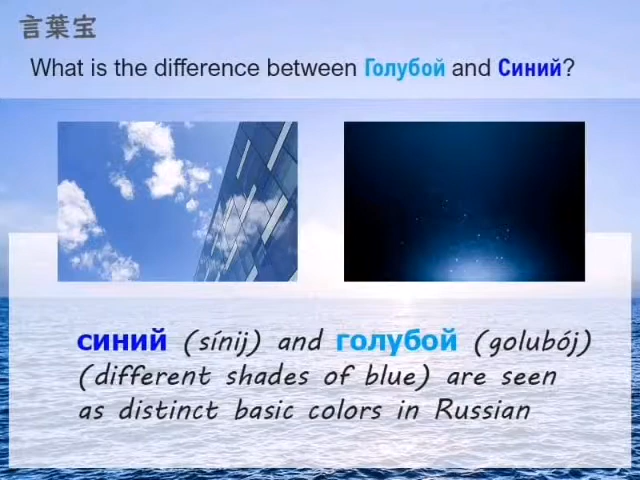 言葉宝
What is the difference between Голубой and Синий?
синий (sínij) and голубой (golubój)
(different shades of blue) are seen
as distinct basic colors in Russian